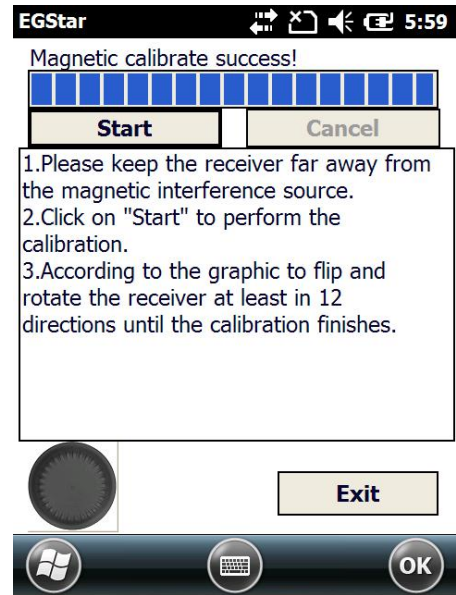 EGStar 5:59
Magnetic calibrate success!
Start Cancel
1.Please keep the receiver far away from
the magnetic interference source.
2.Click on "Start" to perform the
calibration.
3.According to the graphic to flip and
rotate the receiver at least in 12
directions until the calibration finishes.
Exit
OK